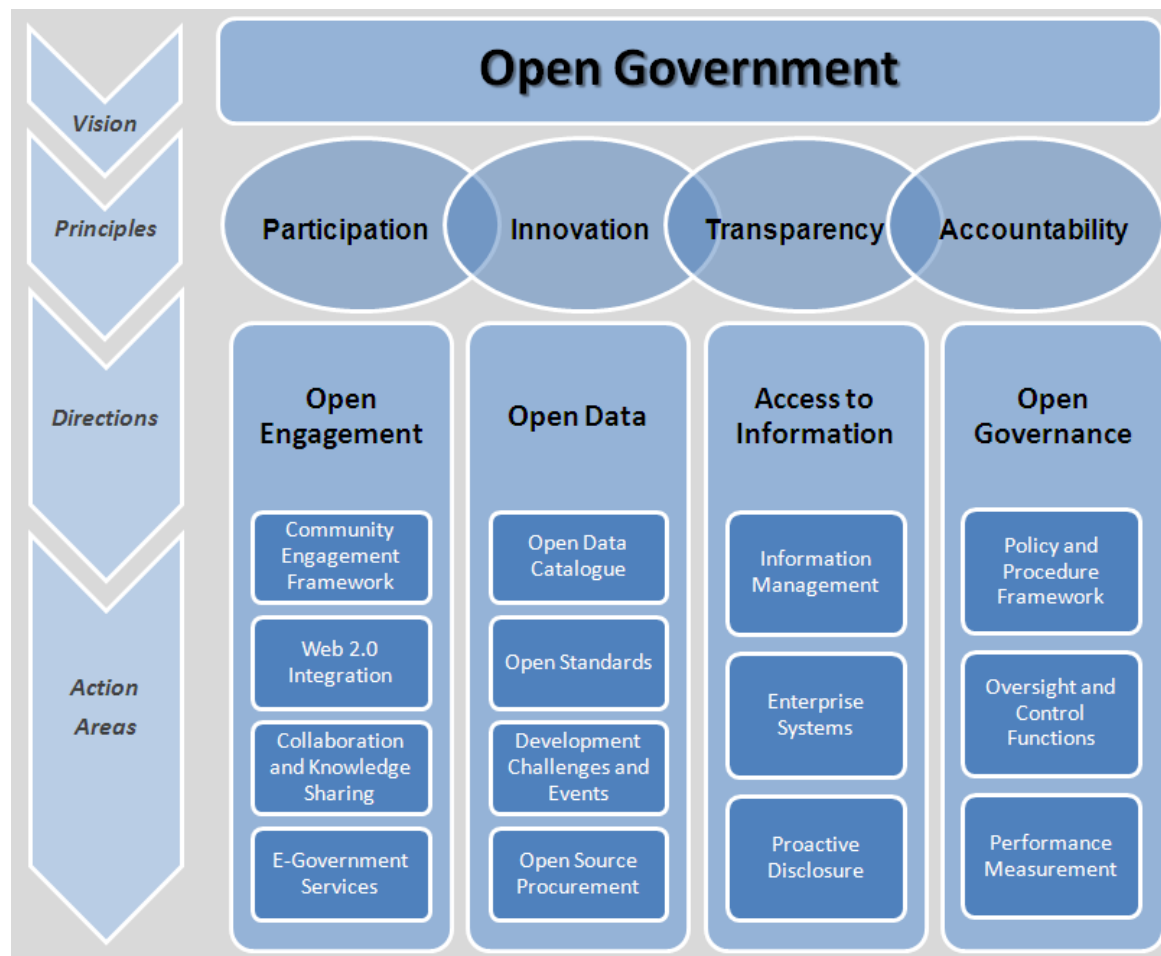 Open Government
Vision
Principles
Participation
Innovation
Transparency
Accountability
Directions
Open
Engagement
Open Data
Access to
Information
Open
Governance
Action
Areas
Community
Engagement
Framework
Web 2.0
Integration
Collaboration
and Knowledge
Sharing
E-Government
Services
Open Data
Catalogue
Open Standards
Development
Challenges and
Events
Open Source
Procurement
Information
Management
Enterprise
Systems
Proactive
Disclosure
Policy and
Procedure
Framework
Oversight and
Control
Functions
Performance
Measurement